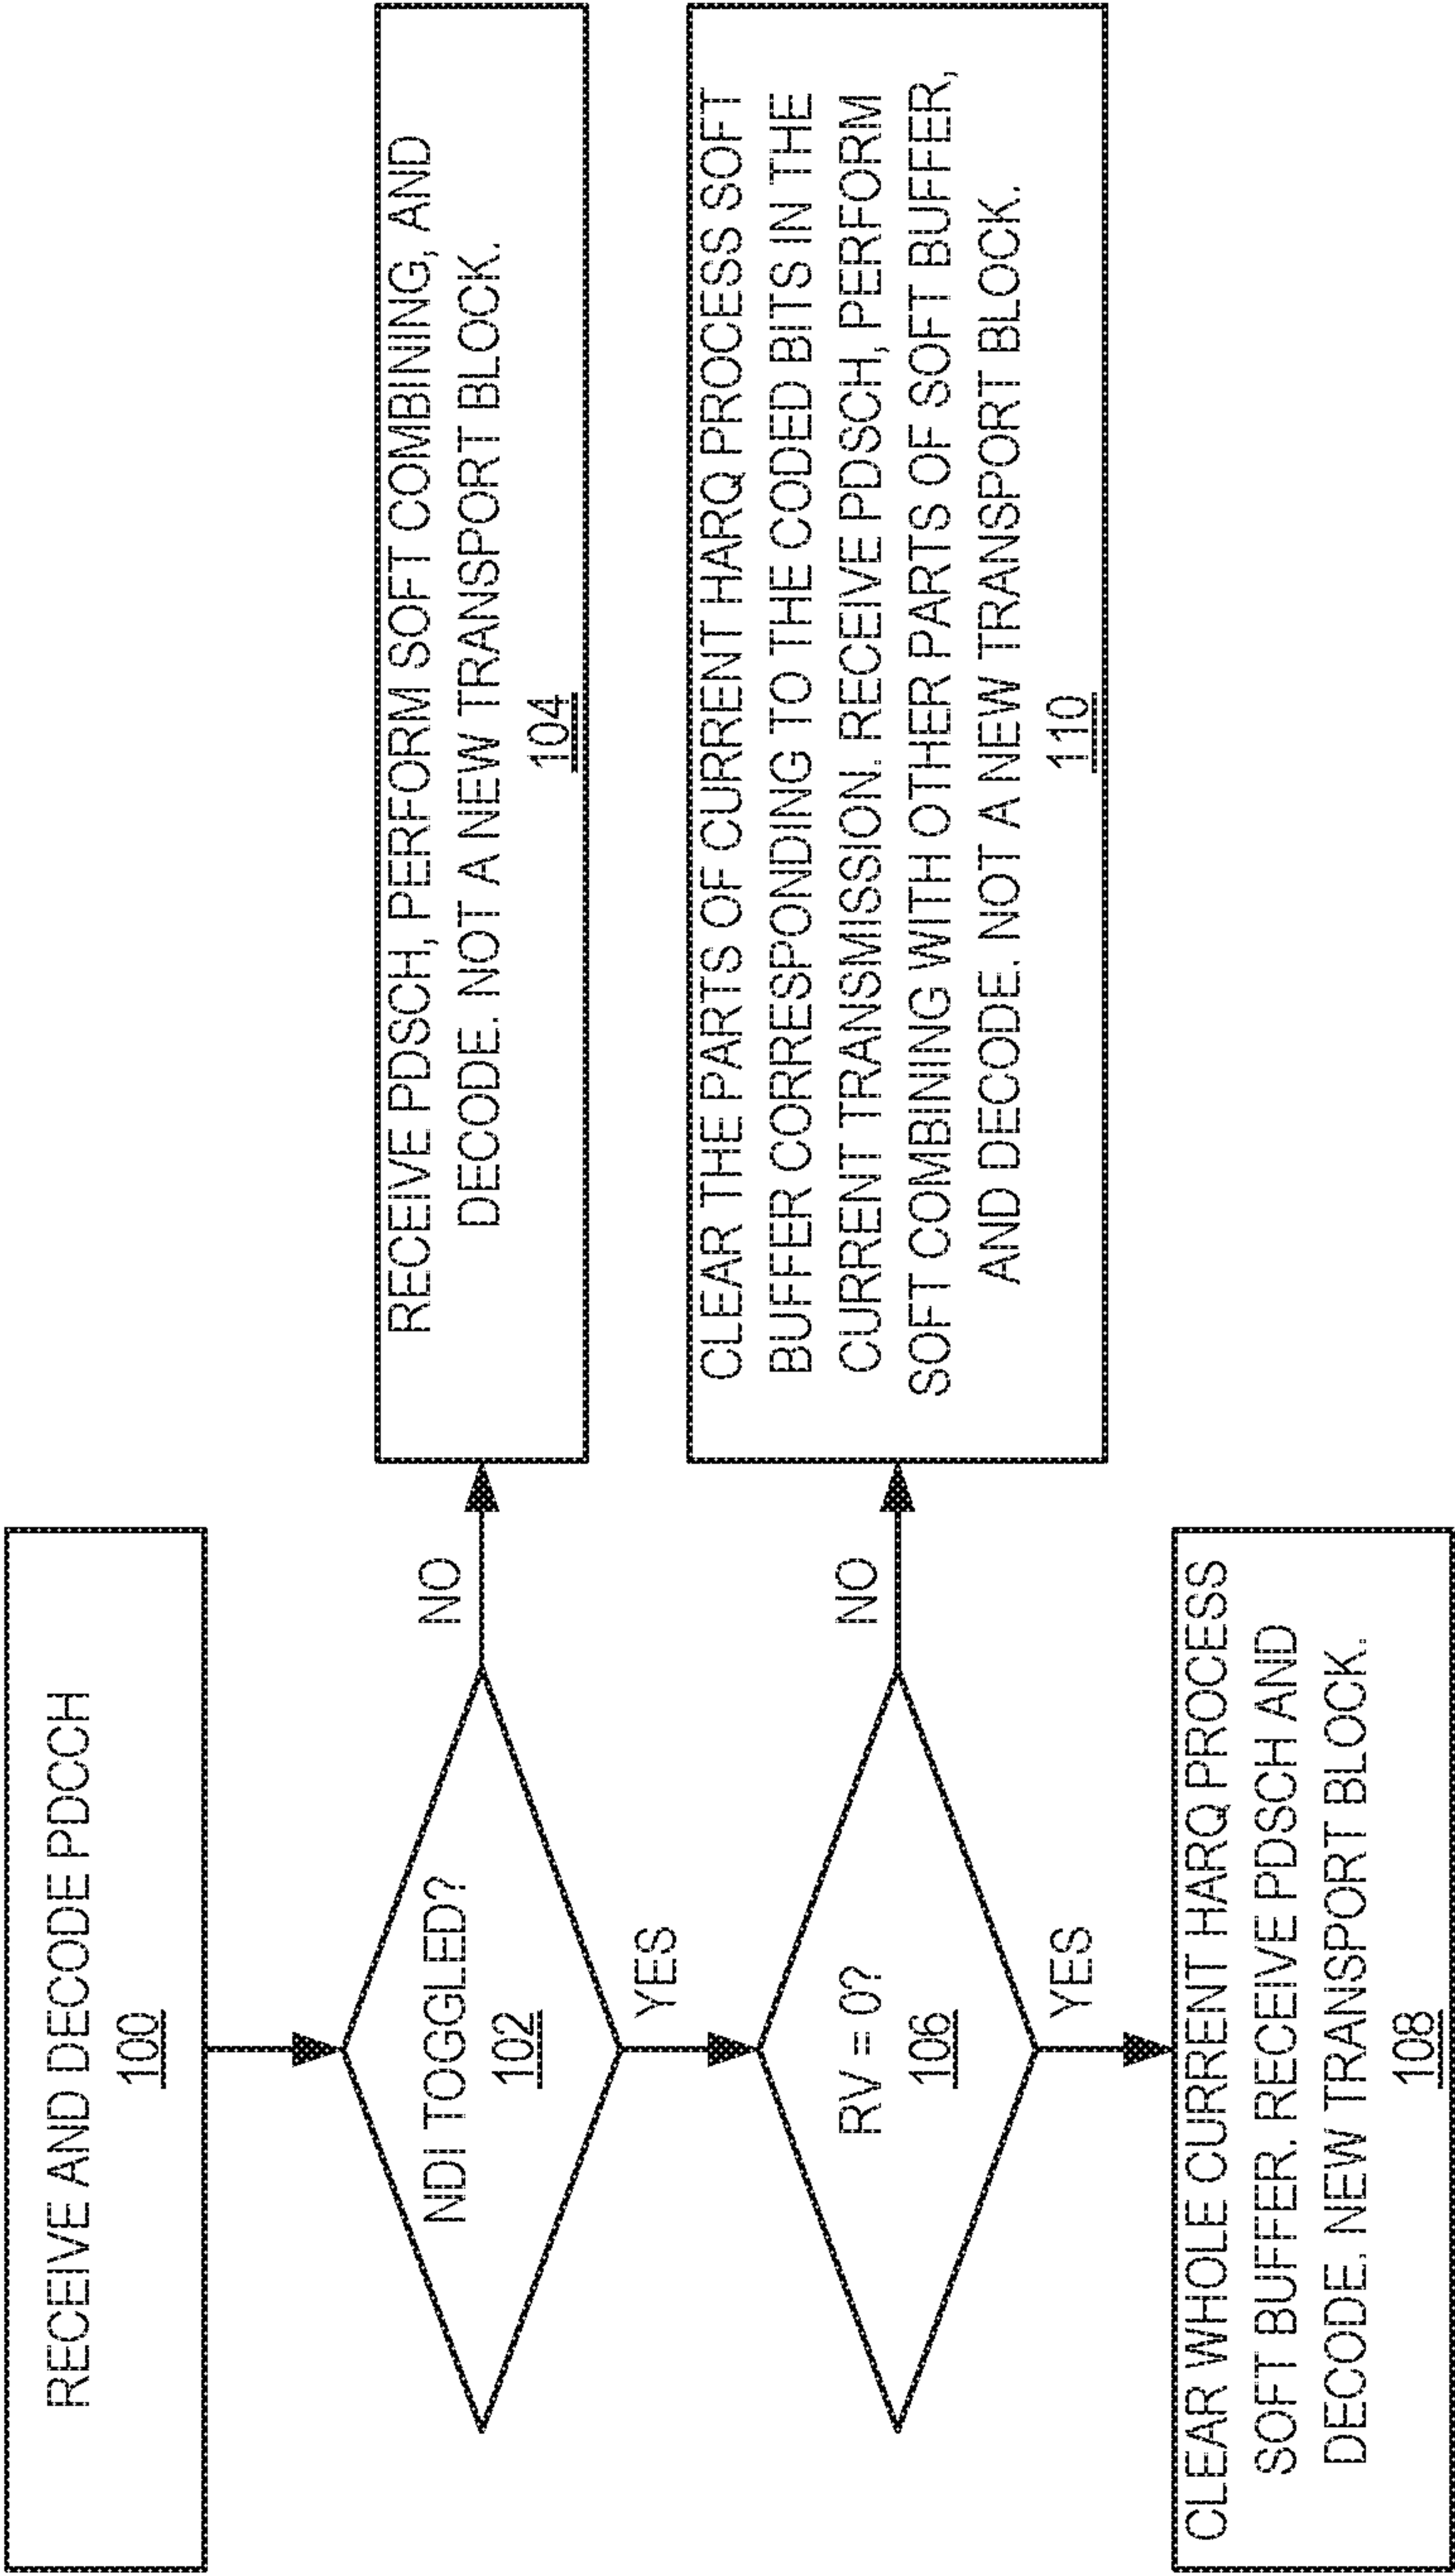 RECEIVE AND DECODE PDCCH
100
NDI TOGGLED?
102
NO
RECEIVE PDSCH, PERFORM SOFT COMBINING, AND
DECODE. NOT A NEW TRANSPORT BLOCK.
104
YES
RV = 0?
106
NO
CLEAR THE PARTS OF CURRENT HARQ PROCESS SOFT
BUFFER CORRESPONDING TO THE CODED BITS IN THE
CURRENT TRANSMISSION. RECEIVE PDSCH, PERFORM
SOFT COMBINING WITH OTHER PARTS OF SOFT BUFFER,
AND DECODE. NOT A NEW TRANSPORT BLOCK.
110
YES
CLEAR WHOLE CURRENT HARQ PROCESS
SOFT BUFFER. RECEIVE PDSCH AND
DECODE. NEW TRANSPORT BLOCK.
108